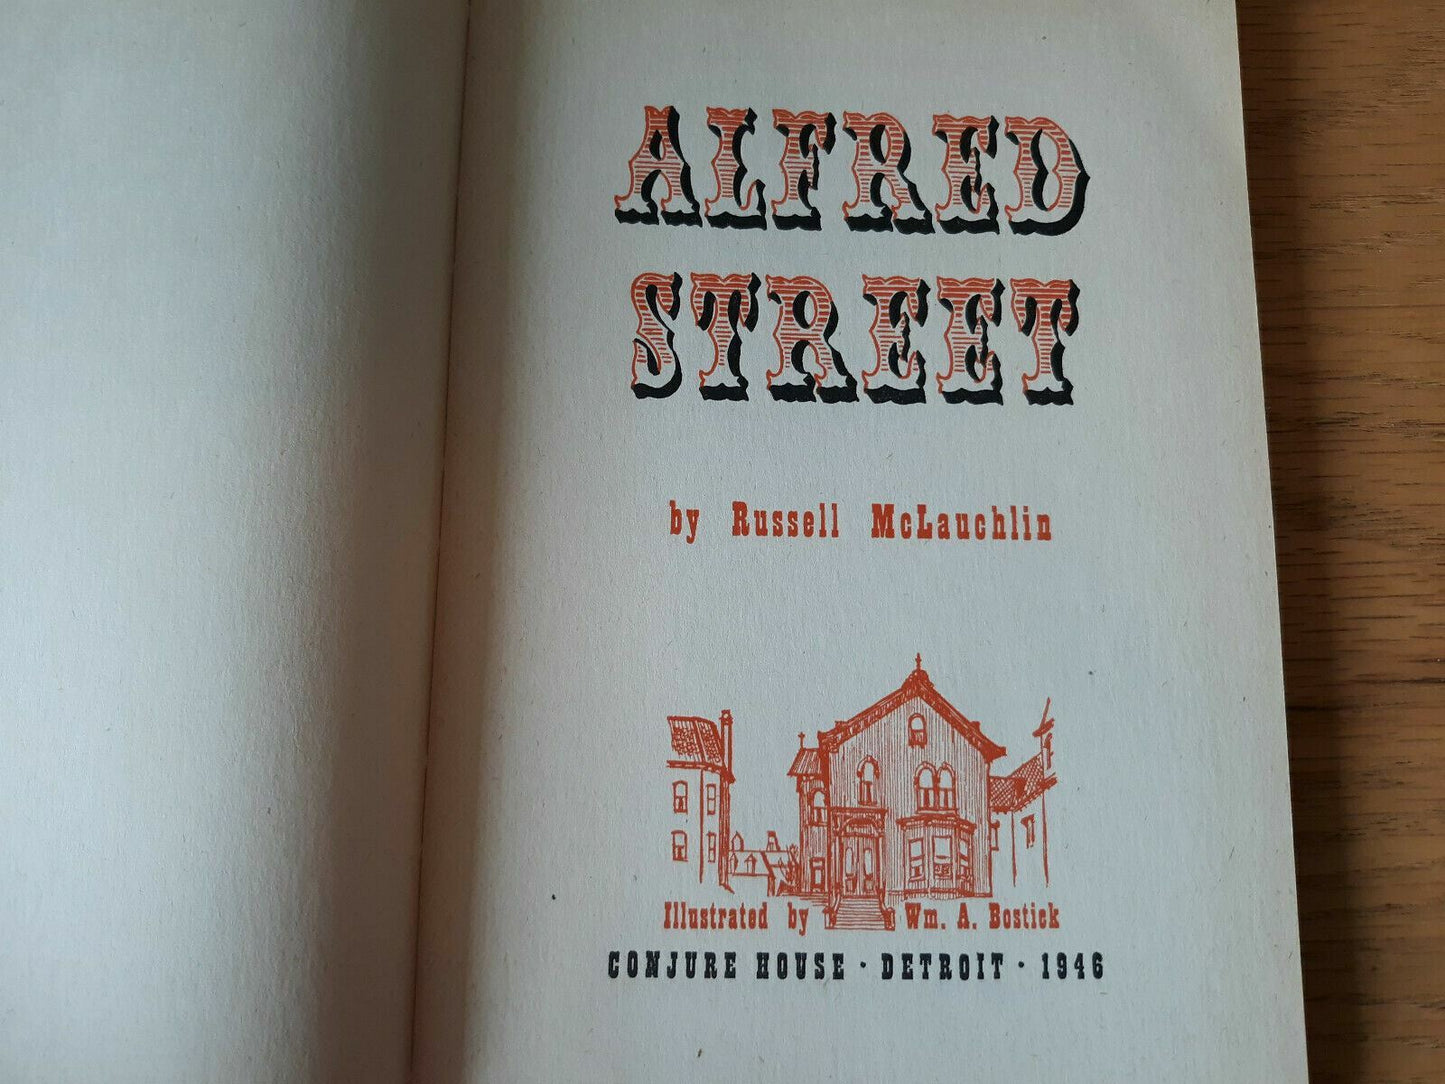 ALFRED
STREET
by Russell McLauchlin
Illustrated by Wm. A. Bostick
CONJURE HOUSE · DETROIT · 1946